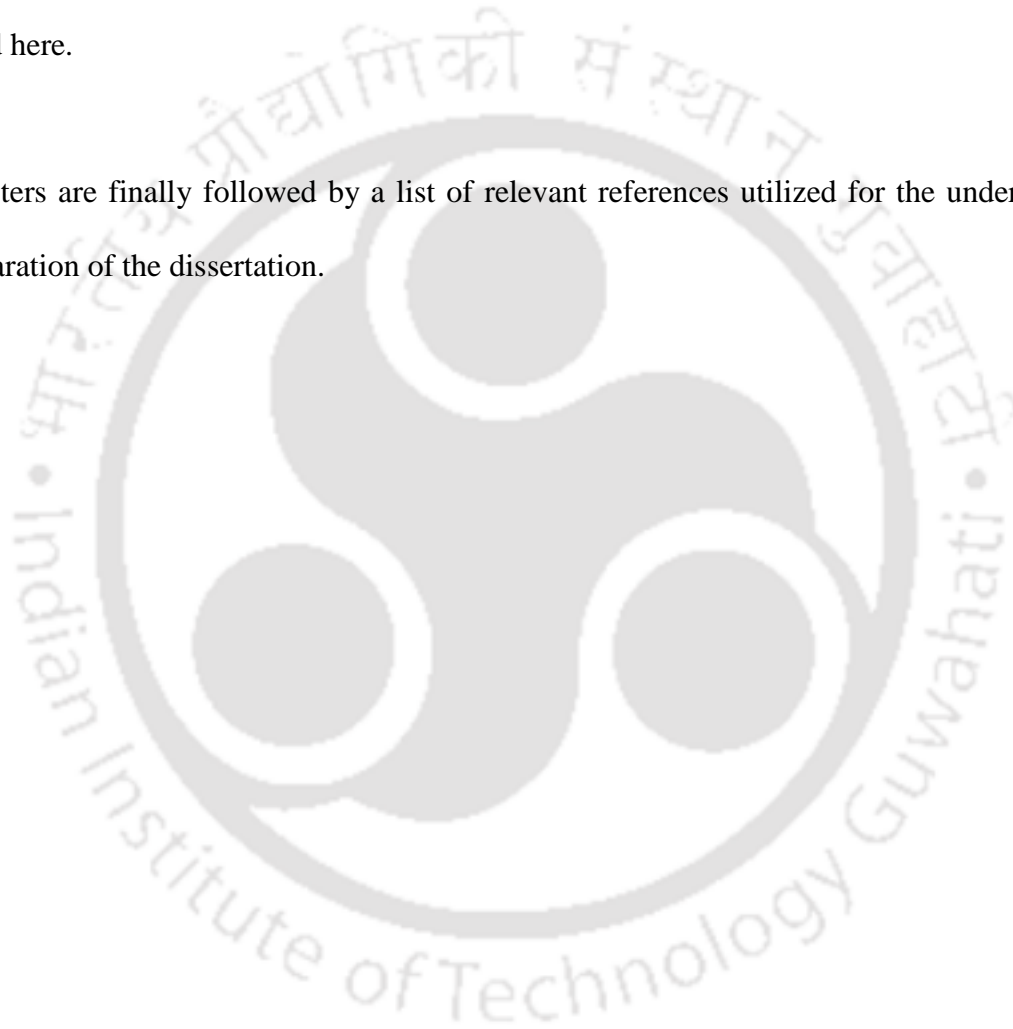 here.
ters are finally followed by a list of relevant references utilized for the under
aration of the dissertation.
भारतीय प्रौद्योगिकी संस्थान गुवाहाटी
Indian Institute of Technology Guwahati